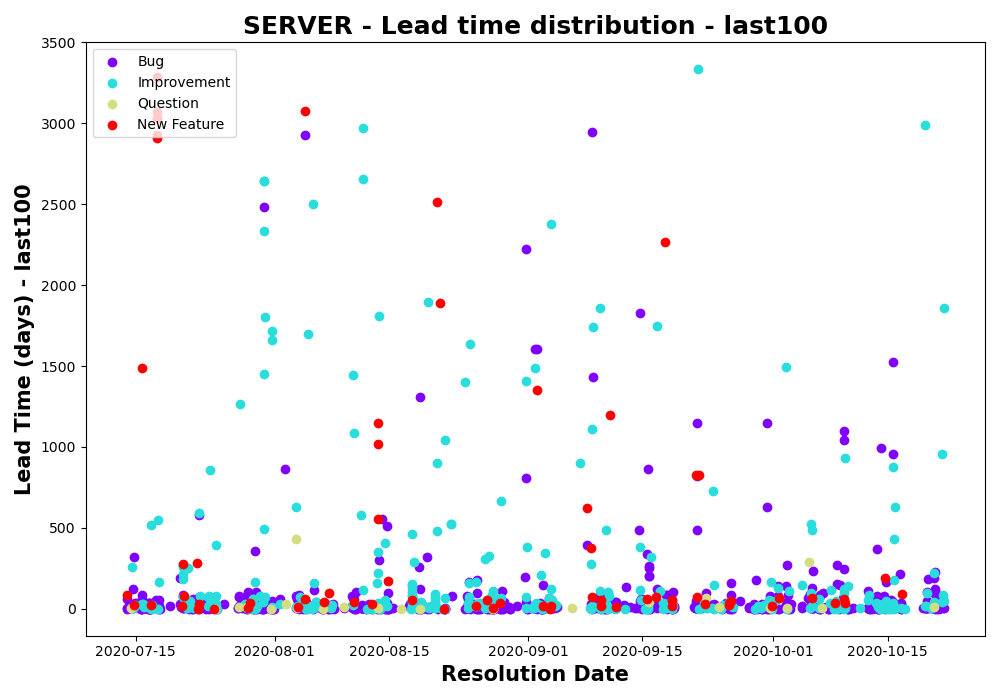 SERVER - Lead time distribution - last100
Bug
Improvement
Question
New Feature
Lead Time (days) - last100
3500
3000
2500
2000
1500
1000
500
0
2020-07-15
2020-08-01
2020-08-15
2020-09-01
2020-09-15
2020-10-01
2020-10-15
Resolution Date